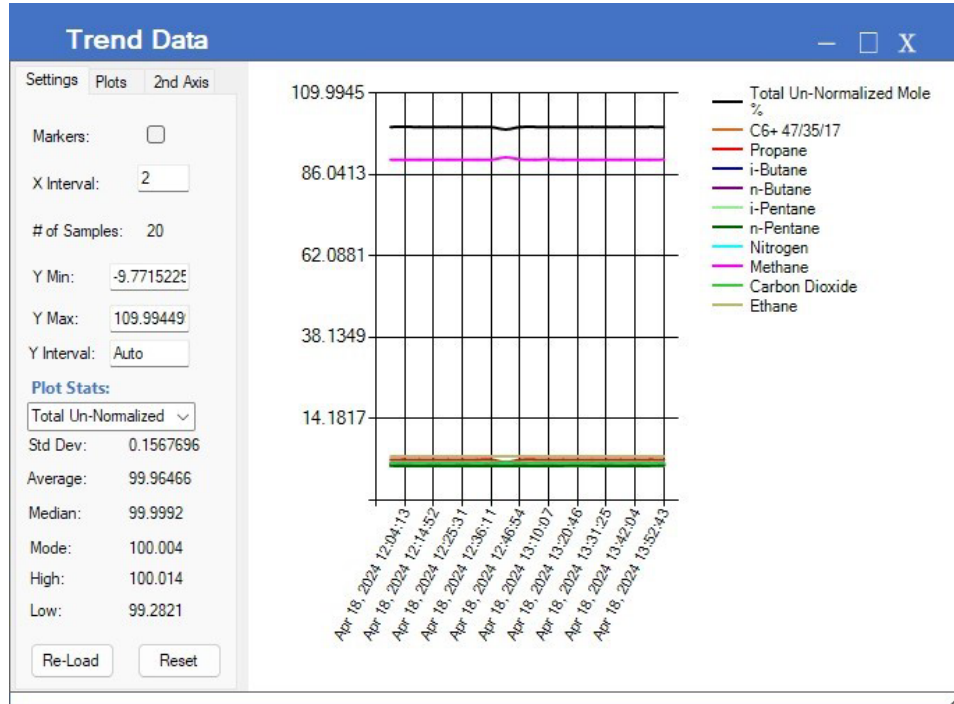 Trend Data
– □ X
Settings Plots 2nd Axis
Markers:
X Interval: 2
# of Samples: 20
Y Min: -9.7715225
Y Max: 109.99449
Y Interval: Auto
Plot Stats:
Total Un-Normalized
Std Dev: 0.1567696
Average: 99.96466
Median: 99.9992
Mode: 100.004
High: 100.014
Low: 99.2821
Re-Load Reset
109.9945
86.0413
62.0881
38.1349
14.1817
Apr 18, 2024 12:04:13
Apr 18, 2024 12:14:52
Apr 18, 2024 12:25:31
Apr 18, 2024 12:36:11
Apr 18, 2024 12:46:54
Apr 18, 2024 13:10:07
Apr 18, 2024 13:20:46
Apr 18, 2024 13:31:25
Apr 18, 2024 13:42:04
Apr 18, 2024 13:52:43
Total Un-Normalized Mole
%
C6+ 47/35/17
Propane
i-Butane
n-Butane
i-Pentane
n-Pentane
Nitrogen
Methane
Carbon Dioxide
Ethane